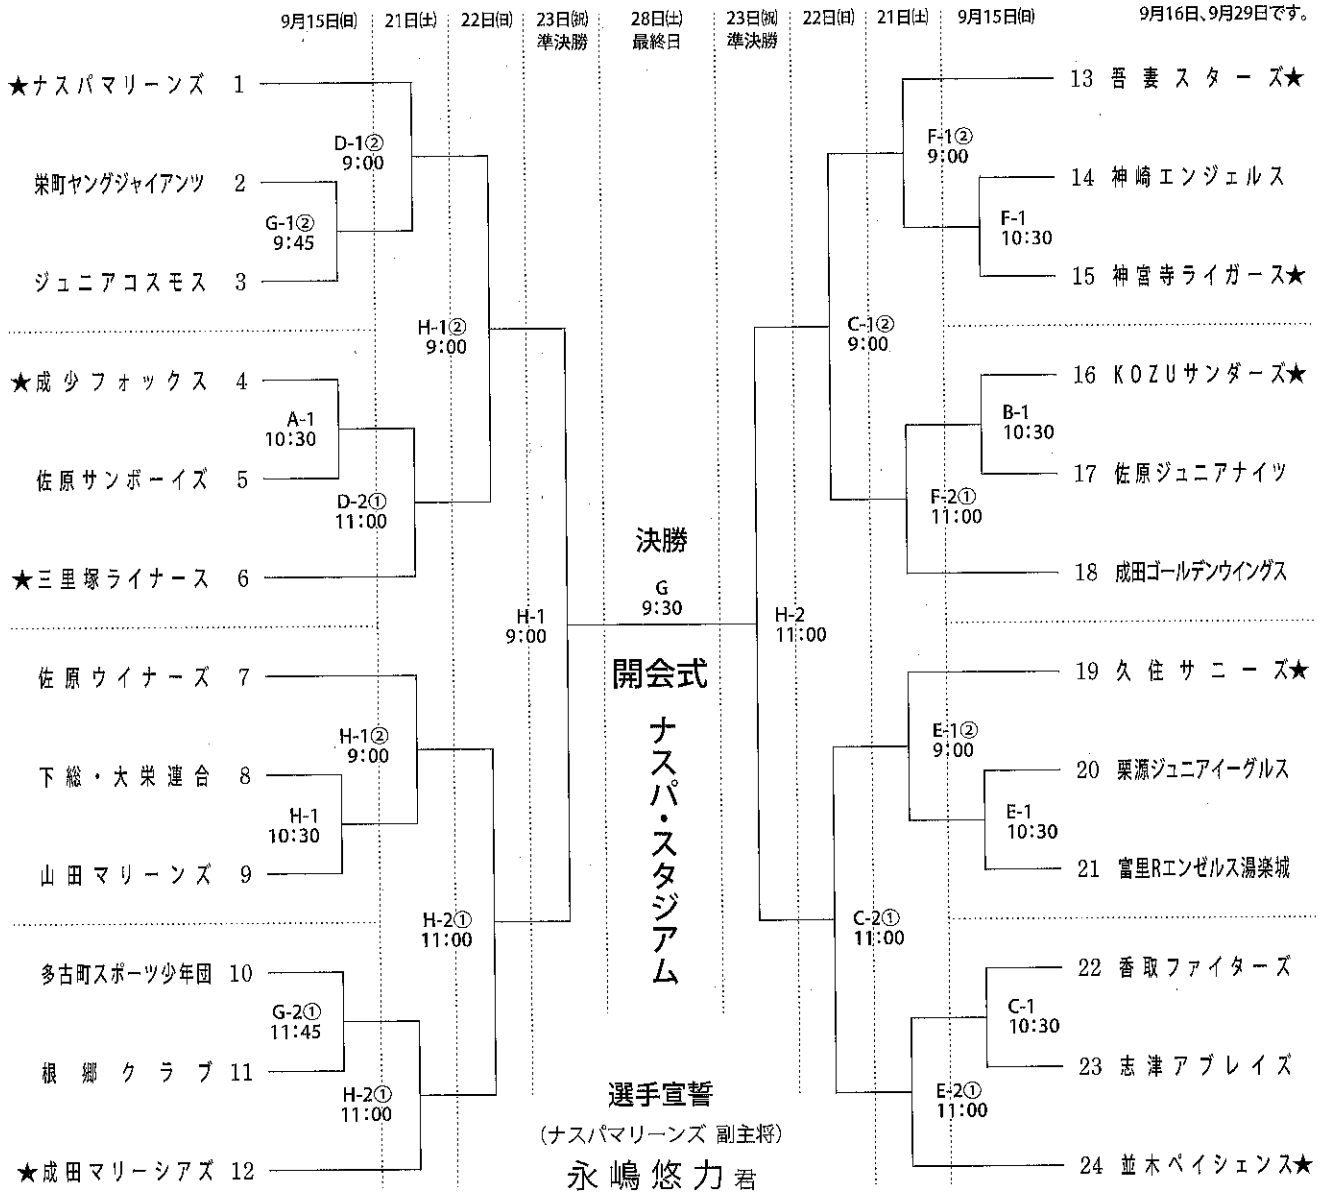 9月15日(日) 21日(土) 22日(日) 23日(祝) 28日(土) 23日(祝) 22日(日) 21日(土) 9月15日(日) 9月16日、9月29日です。
準決勝 最終日 準決勝
★ナスパマリーンズ 1
D-1②
9:00
栄町ヤングジャイアンツ 2
G-1②
9:45
ジュニアコスモス 3
H-1②
9:00
★成少フォックス 4
A-1
10:30
佐原サンボーイズ 5
D-2①
11:00
★三里塚ライナース 6
H-1
9:00
佐原ウイナーズ 7
H-1②
9:00
下総・大栄連合 8
H-1
10:30
山田マリーンズ 9
H-2①
11:00
多古町スポーツ少年団 10
G-2①
11:45
根郷クラブ 11
H-2①
11:00
★成田マリーシアズ 12
決勝
G
9:30
開会式
ナスパ・スタジアム
選手宣誓
(ナスパマリーンズ 副主将)
永嶋悠力君
13 吾妻スターズ★
F-1②
9:00
14 神崎エンジェルス
F-1
10:30
15 神宮寺ライガース★
C-1②
9:00
16 KOZUサンダーズ★
B-1
10:30
17 佐原ジュニアナイツ
F-2①
11:00
18 成田ゴールデンウイングス
H-2
11:00
19 久住サニーズ★
E-1②
9:00
20 栗源ジュニアイーグルス
E-1
10:30
21 富里Rエンゼルス湯楽城
C-2①
11:00
22 香取ファイターズ
C-1
10:30
23 志津アブレイズ
E-2①
11:00
24 並木ペイシェンス★